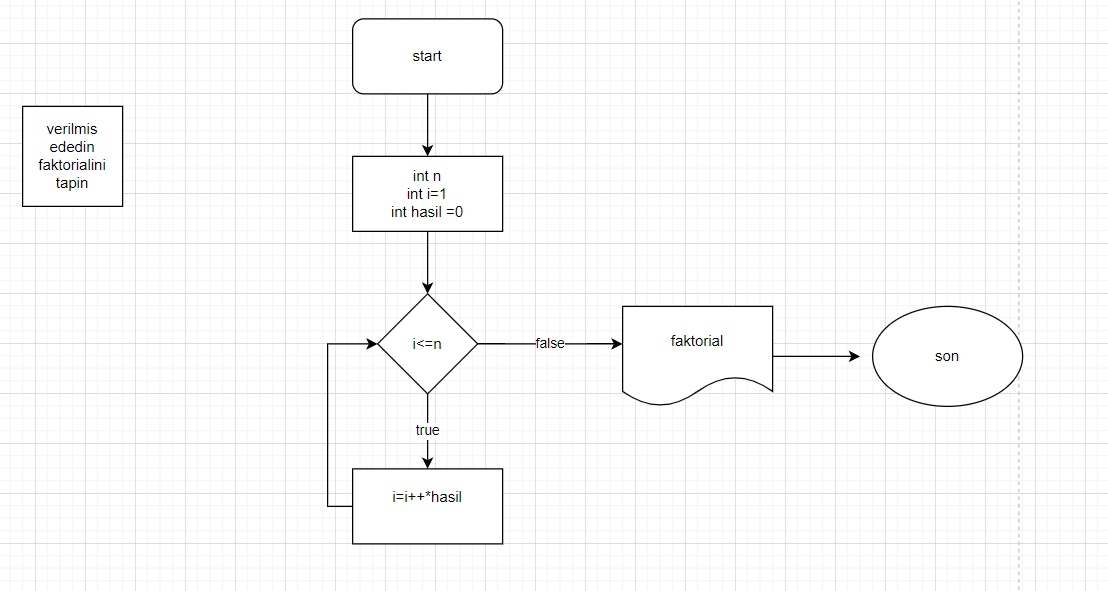 start
verilmis
ededin
faktorialini
tapin
int n
int i=1
int hasil =0
i<=n
false
faktorial
son
true
i=i++*hasil